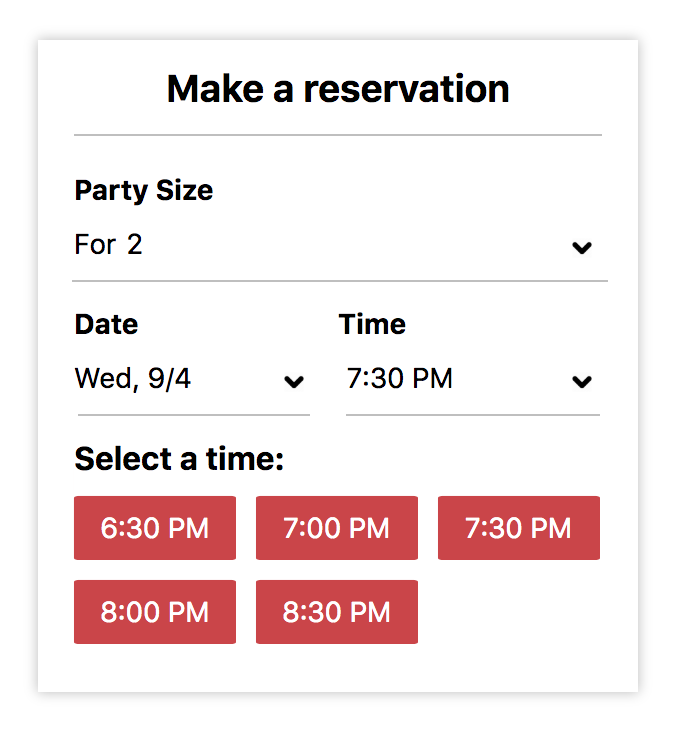 Make a reservation
Party Size
For 2
Date Time
Wed, 9/4 7:30 PM
Select a time:
6:30 PM 7:00 PM 7:30 PM
8:00 PM 8:30 PM